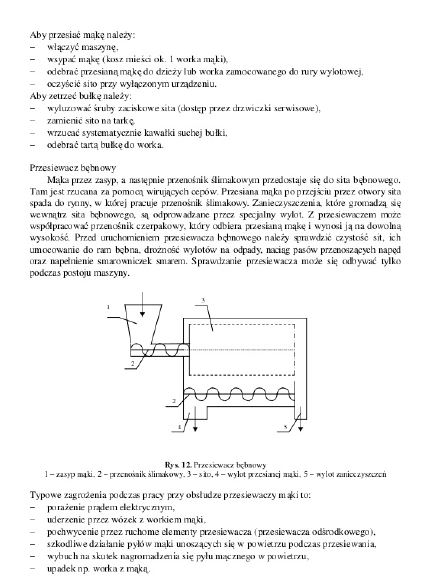 Aby przesiać mąkę należy:
– włączyć maszynę,
– wsypać mąkę (kosz mieści ok. 1 worka mąki),
– odebrać przesianą mąkę do dzieży lub worka zamocowanego do rury wylotowej.
– oczyścić sito przy wyłączonym urządzeniu.
Aby zetrzeć bułkę należy:
– wyluzować śruby zaciskowe sita (dostęp przez drzwiczki serwisowe),
– zamienić sito na tarkę,
– wrzucać systematycznie kawałki suchej bułki,
– odebrać tartą bułkę do worka.
Przesiewacz bębnowy
Mąka przez zasyp, a następnie przenośnik ślimakowy przedostaje się do sita bębnowego.
Tam jest rzucana za pomocą wirujących cepów. Przesiana mąka po przejściu przez otwory sita
spada do rynny, w której pracuje przenośnik ślimakowy. Zanieczyszczenia, które gromadzą się
wewnątrz sita bębnowego, są odprowadzane przez specjalny wylot. Z przesiewaczem może
współpracować przenośnik czerpakowy, który odbiera przesianą mąkę i wynosi ją na dowolną
wysokość. Przed uruchomieniem przesiewacza bębnowego należy sprawdzić czystość sit, ich
umocowanie do ram bębna, drożność wylotów na odpady, naciąg pasów przenoszących napęd
oraz napełnienie smarowniczek smarem. Sprawdzanie przesiewacza może się odbywać tylko
podczas postoju maszyny.
1
3
2
2
4
5
Rys. 12. Przesiewacz bębnowy
1 – zasyp mąki, 2 – przenośnik ślimakowy, 3 – sito, 4 – wylot przesianej mąki, 5 – wylot zanieczyszczeń
Typowe zagrożenia podczas pracy przy obsłudze przesiewaczy mąki to:
– porażenie prądem elektrycznym,
– uderzenie przez wózek z workiem mąki,
– pochwycenie przez ruchome elementy przesiewacza (przesiewacza odśrodkowego),
– szkodliwe działanie pyłów mąki unoszących się w powietrzu podczas przesiewania,
– wybuch na skutek nagromadzenia się pyłu mącznego w powietrzu,
– upadek np. worka z mąką.